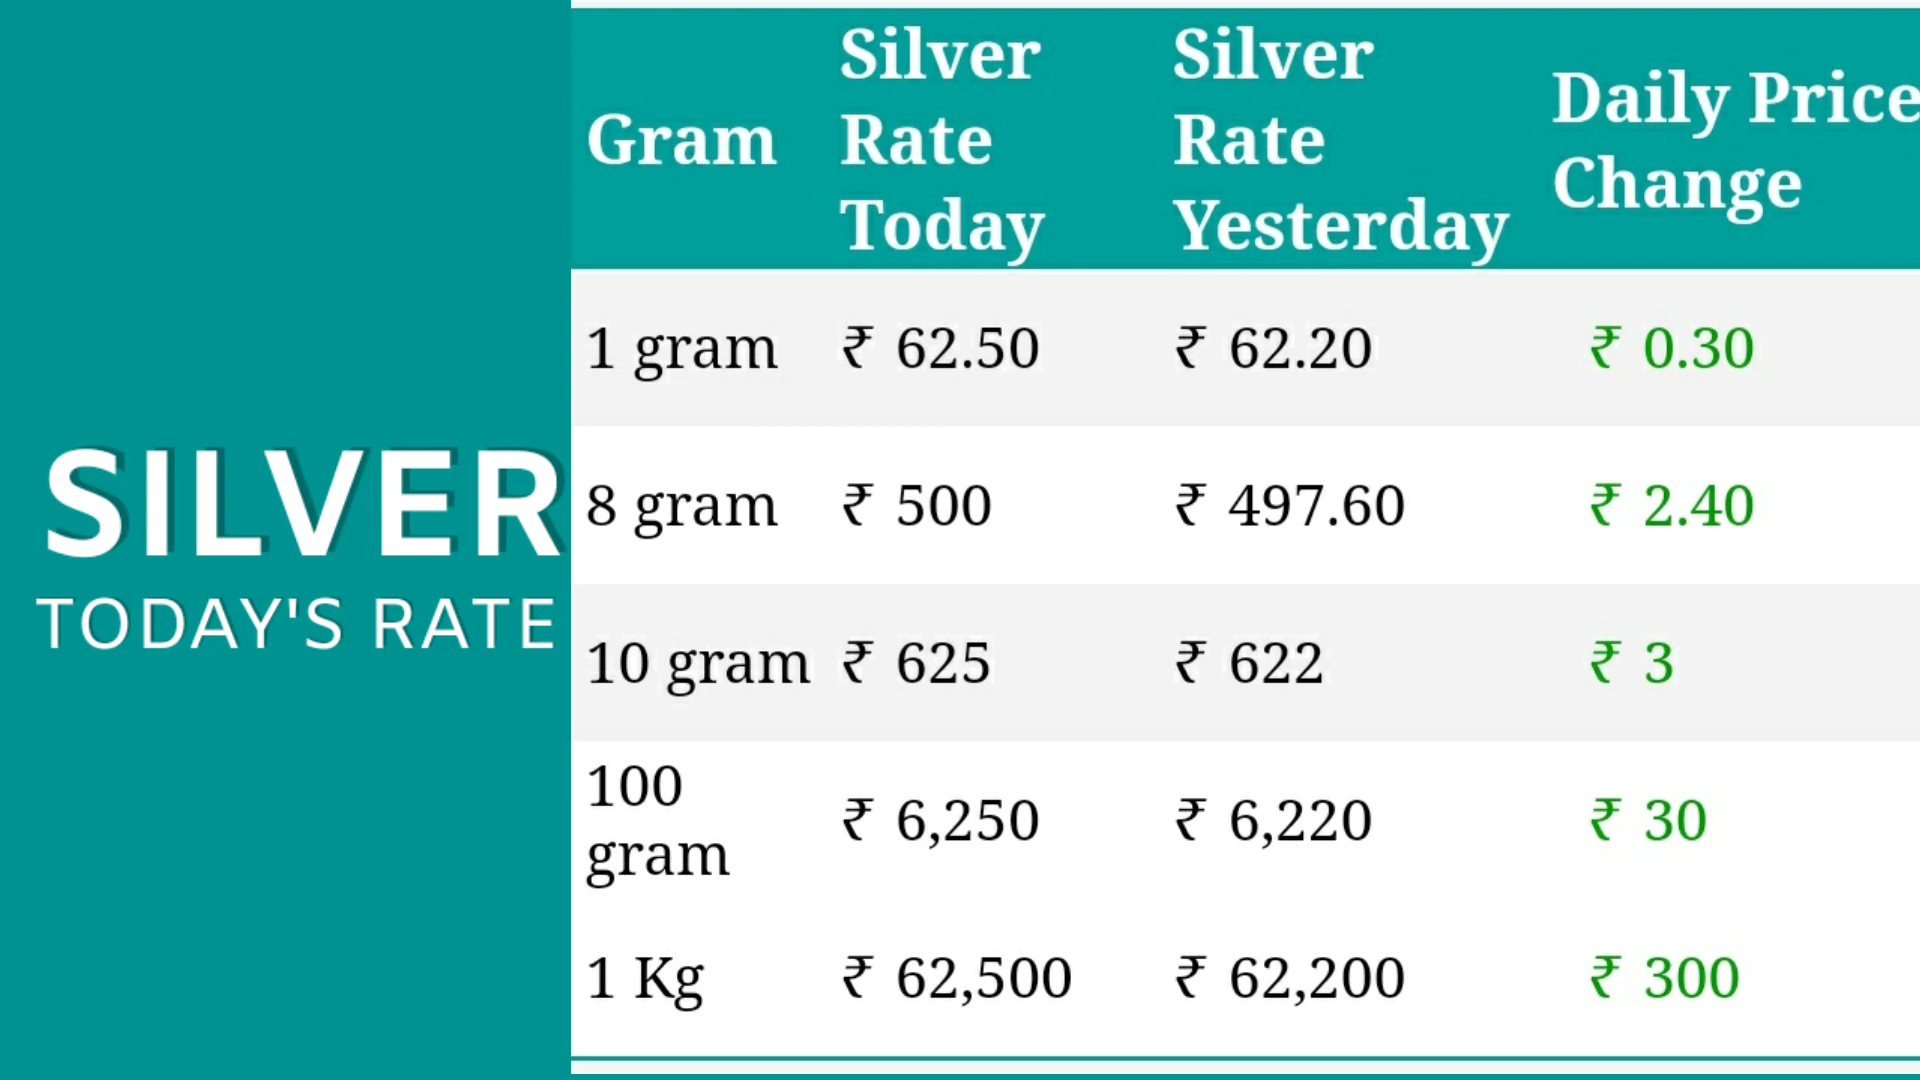 SILVER
TODAY'S RATE
Gram
Silver
Rate
Today
Silver
Rate
Yesterday
Daily Price
Change
1 gram ₹ 62.50 ₹ 62.20 ₹ 0.30
8 gram ₹ 500 ₹ 497.60 ₹ 2.40
10 gram ₹ 625 ₹ 622 ₹ 3
100
gram ₹ 6,250 ₹ 6,220 ₹ 30
1 Kg ₹ 62,500 ₹ 62,200 ₹ 300